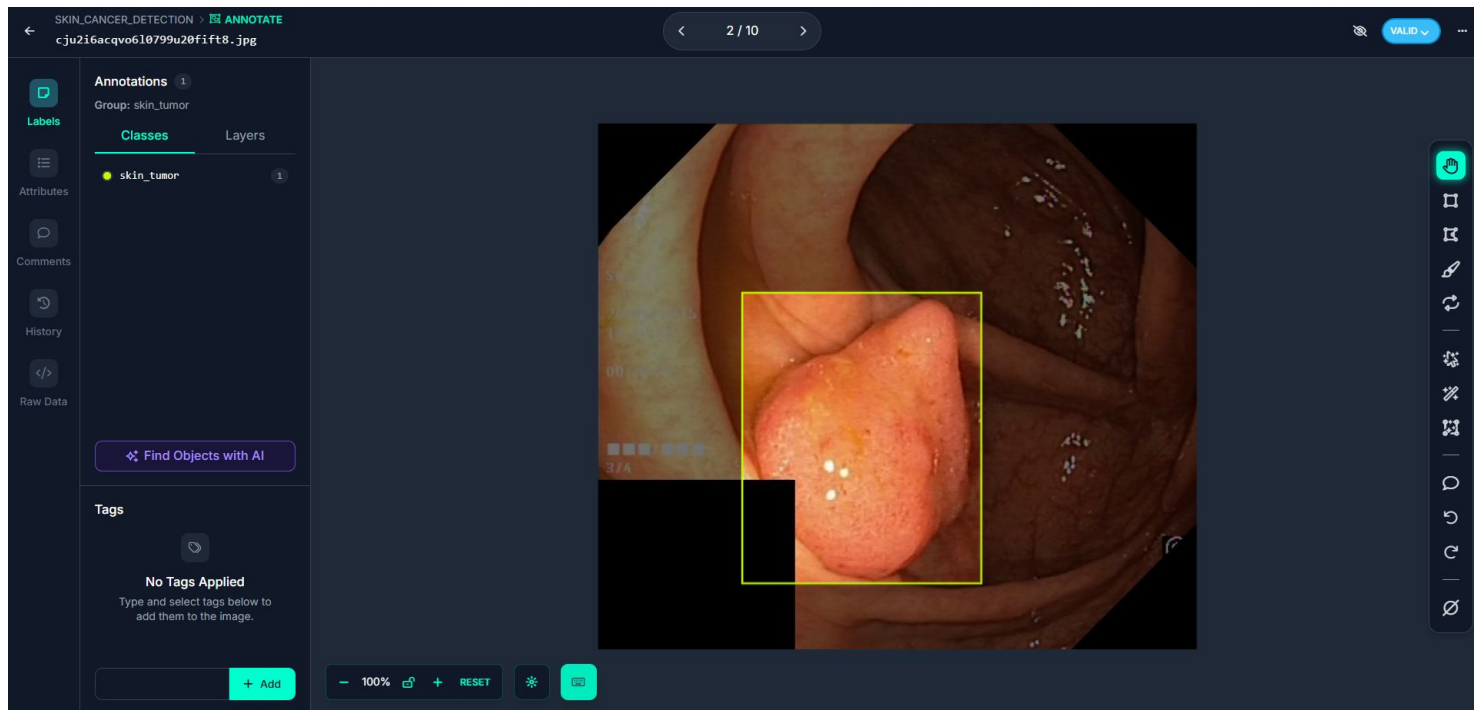 SKIN_CANCER_DETECTION > ANNOTATE
cju2i6acqvo6l0799u20fift8.jpg
2 / 10
VALID
Labels
Attributes
Comments
History
Raw Data
Annotations 1
Group: skin_tumor
Classes Layers
skin_tumor 1
Find Objects with AI
Tags
No Tags Applied
Type and select tags below to
add them to the image.
+ Add
3/4
− 100% + RESET